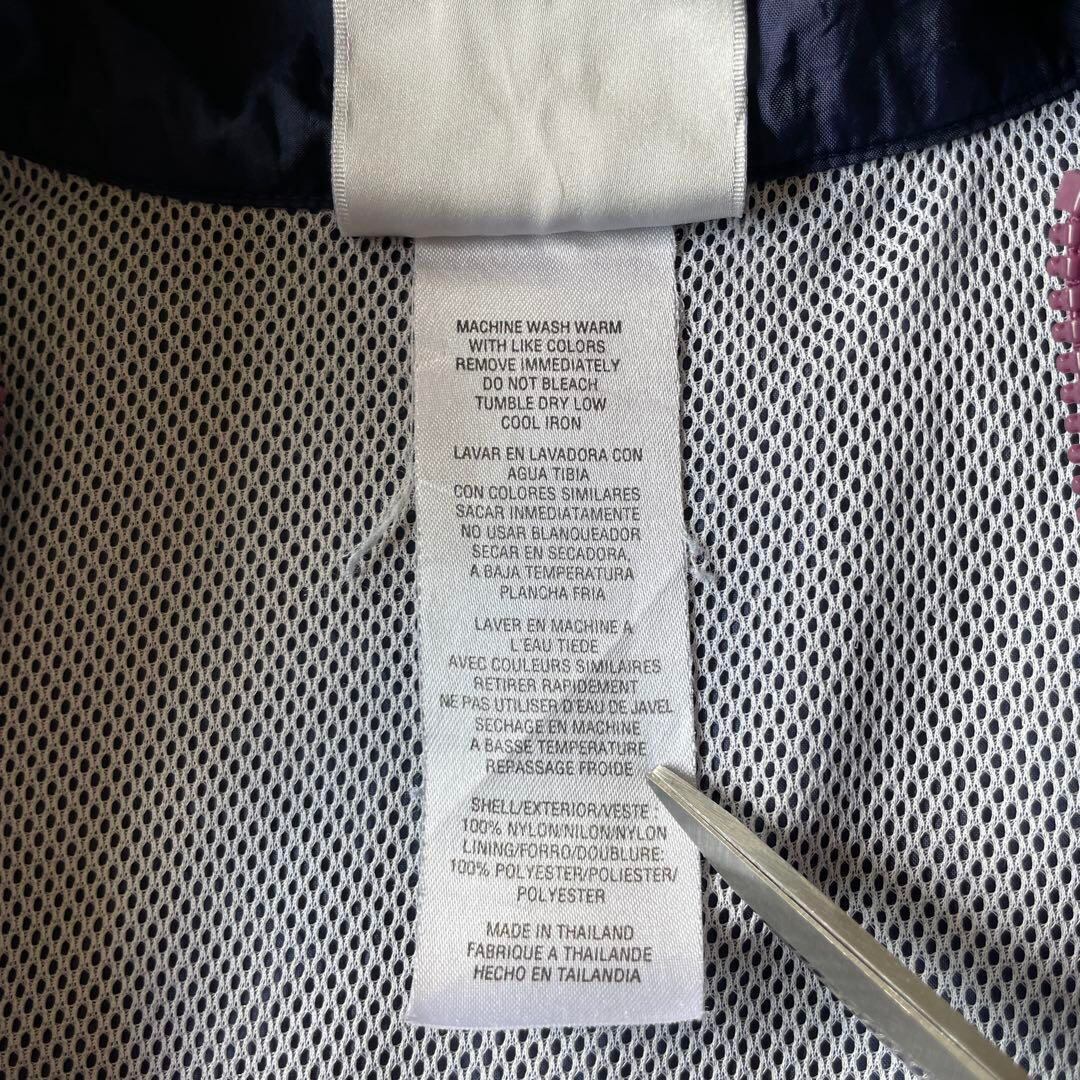 MACHINE WASH WARM
WITH LIKE COLORS
REMOVE IMMEDIATELY
DO NOT BLEACH
TUMBLE DRY LOW
COOL IRON
LAVAR EN LAVADORA CON
AGUA TIBIA
CON COLORES SIMILARES
SACAR INMEDIATAMENTE
NO USAR BLANQUEADOR
SECAR EN SECADORA,
A BAJA TEMPERATURA
PLANCHA FRIA
LAVER EN MACHINE A
L'EAU TIEDE
AVEC COULEURS SIMILAIRES
RETIRER RAPIDEMENT
NE PAS UTILISER D'EAU DE JAVEL
SECHAGE EN MACHINE
A BASSE TEMPERATURE
REPASSAGE FROIDE
SHELL/EXTERIOR/VESTE :
100% NYLON/NILON/NYLON
LINING/FORRO/DOUBLURE:
100% POLYESTER/POLIESTER/
POLYESTER
MADE IN THAILAND
FABRIQUE A THAILANDE
HECHO EN TAILANDIA